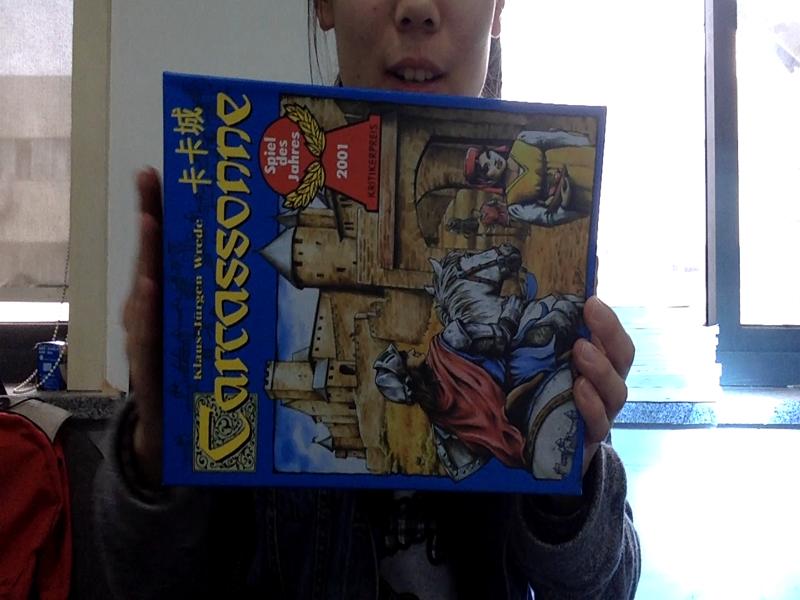 卡卡城
Klaus-Jürgen Wrede
Carcassonne
Spiel
des
Jahres
2001
KRITIKERPREIS